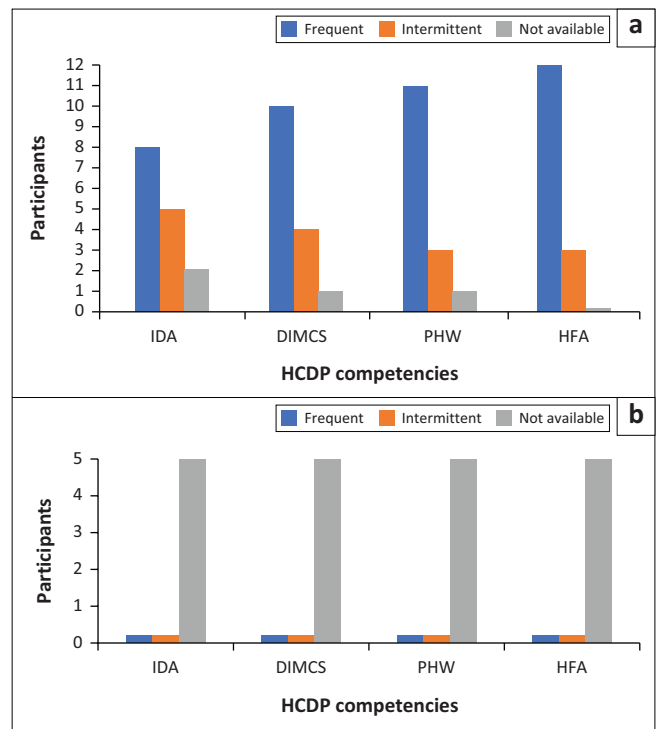 Frequent Intermittent Not available a
12
11
10
9
8
7
6
5
4
3
2
1
0
Participants
IDA DIMCS PHW HFA
HCDP competencies
Frequent Intermittent Not available b
5
4
3
2
1
0
Participants
IDA DIMCS PHW HFA
HCDP competencies